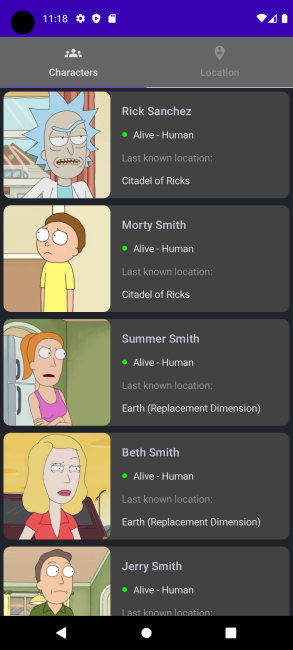 11:18
Characters
Location
Rick Sanchez
Alive - Human
Last known location:
Citadel of Ricks
Morty Smith
Alive - Human
Last known location:
Citadel of Ricks
Summer Smith
Alive - Human
Last known location:
Earth (Replacement Dimension)
Beth Smith
Alive - Human
Last known location:
Earth (Replacement Dimension)
Jerry Smith
Alive - Human
Last known location: